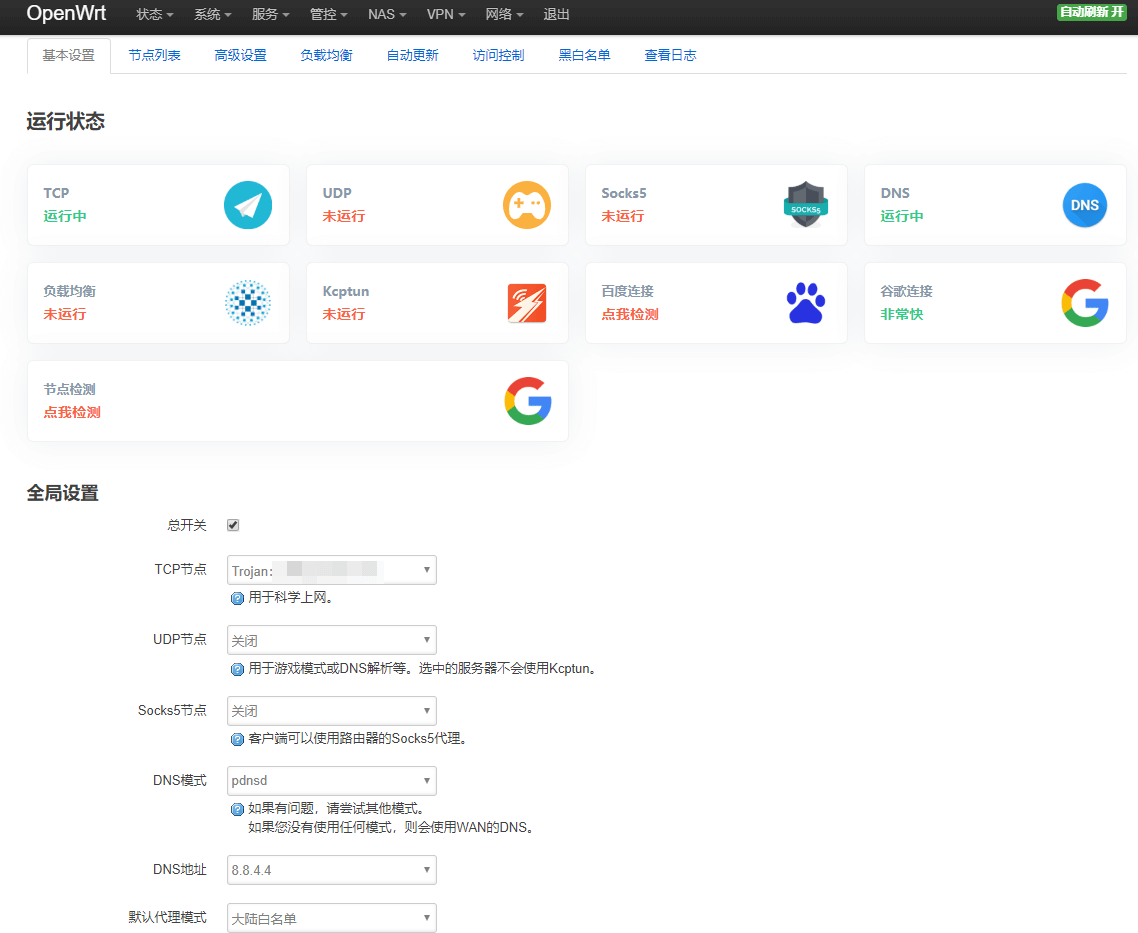 OpenWrt 状态 系统 服务 管控 NAS VPN 网络 退出 自动刷新 开
基本设置 节点列表 高级设置 负载均衡 自动更新 访问控制 黑白名单 查看日志
运行状态
TCP
运行中
UDP
未运行
Socks5
未运行
SOCKS5
DNS
运行中
DNS
负载均衡
未运行
Kcptun
未运行
百度连接
点我检测
谷歌连接
非常快
节点检测
点我检测
全局设置
总开关
TCP节点 Trojan:
用于科学上网。
UDP节点 关闭
用于游戏模式或DNS解析等。选中的服务器不会使用Kcptun。
Socks5节点 关闭
客户端可以使用路由器的Socks5代理。
DNS模式 pdnsd
如果有问题，请尝试其他模式。
如果您没有使用任何模式，则会使用WAN的DNS。
DNS地址 8.8.4.4
默认代理模式 大陆白名单